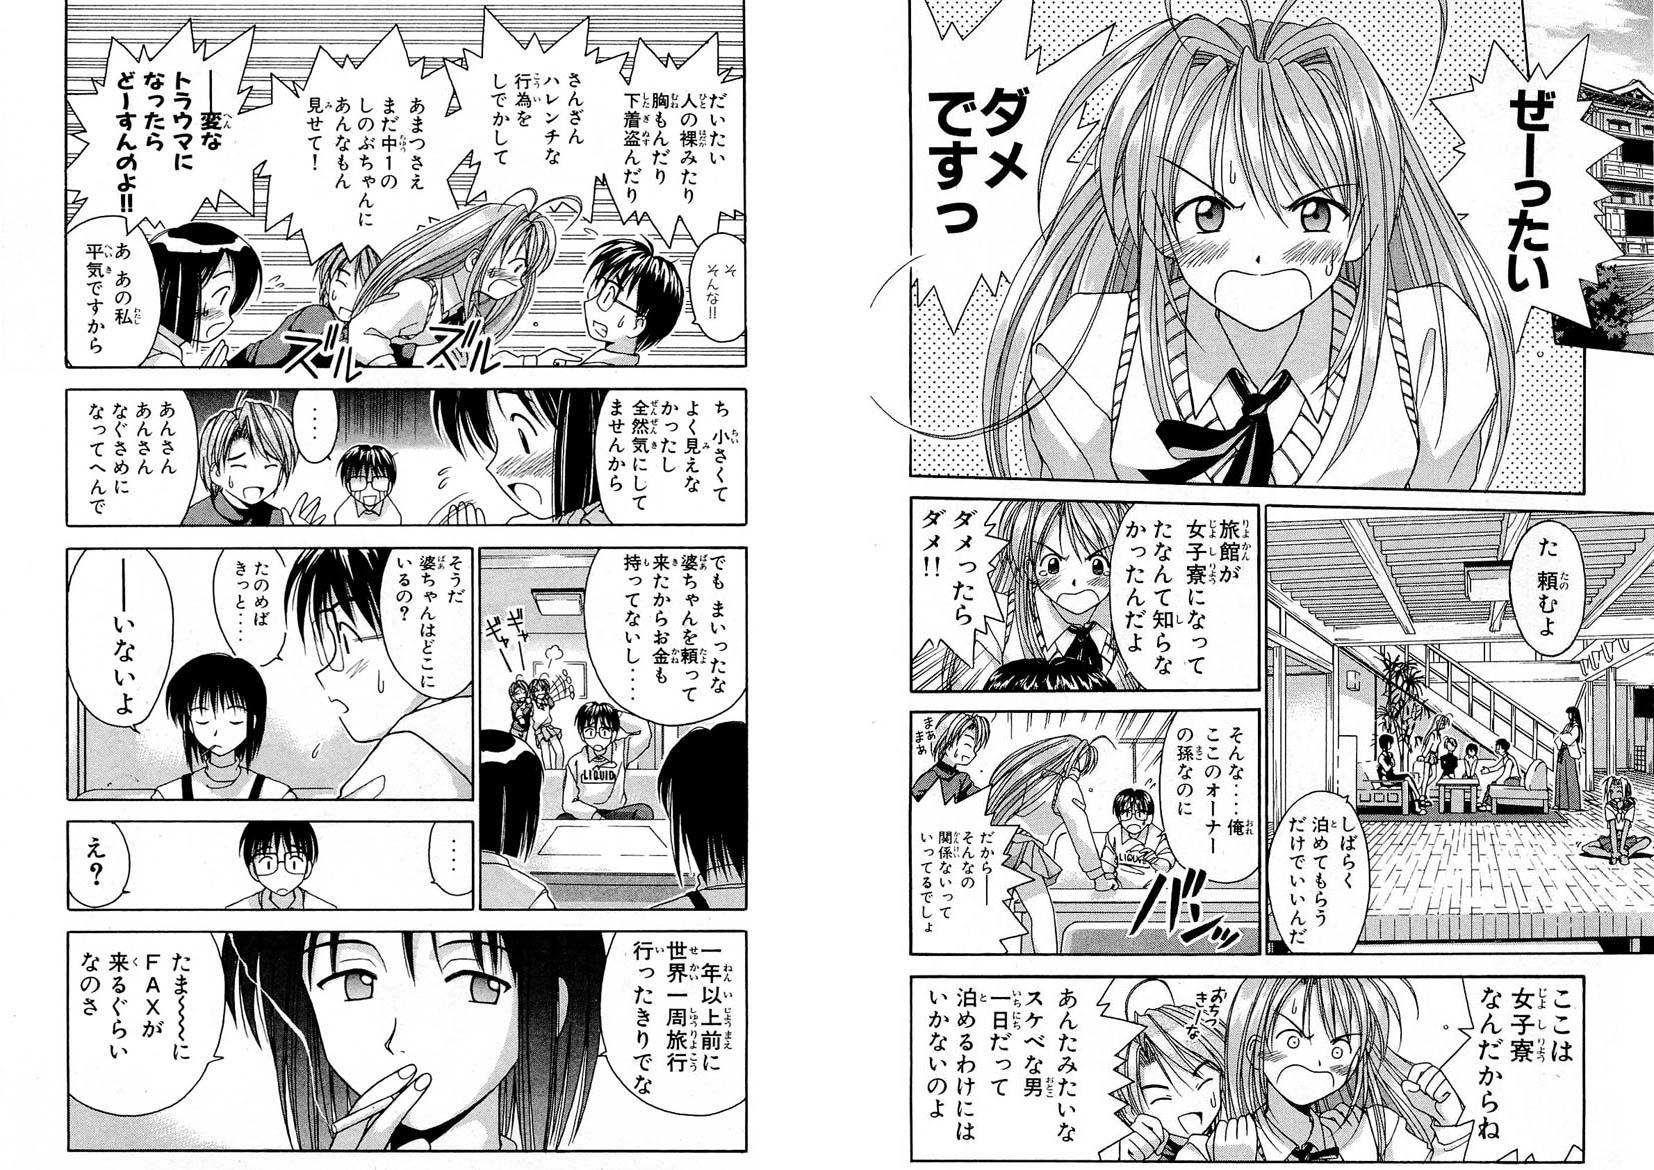 ぜーったい
ダメ
ですっ
た 頼むよ
しばらく
泊めてもらう
だけでいいんだ
旅館が
女子寮になって
たなんて知らな
かったんだよ
ダメったら
ダメ!!
そんな‥‥俺
ここのオーナー
の孫なのに
まぁ
まぁ
だから──
そんなの
関係ないって
いってるでしょ
バンッ
ここは
女子寮
なんだからね
おちつ
きーな
あんたみたいな
スケベな男
一日だって
泊めるわけには
いかないのよ
そ
そんな!!
だいたい
人の裸みたり
胸もんだり
下着盗んだり
さんざん
ハレンチな
行為を
しでかして
あまつさえ
まだ中1の
しのぶちゃんに
あんなもん
見せて!
──変な
トラウマに
なったら
どーすんのよ!!
あ あの私
平気ですから
ズル
ズル
ち 小さくて
よく見えな
かったし
全然気にして
ませんから
‥‥
あんさん
あんさん
なぐさめに
なってへんで
でも まいったな
婆ちゃんを頼って
来たからお金も
持ってないし‥‥
ギャー
ギャー
LIQUID
そうだ
婆ちゃんはどこに
いるの?
たのめば
きっと‥‥
──いないよ
‥‥
え?
一年以上前に
世界一周旅行
行ったきりでな
たま〜〜に
FAXが
来るぐらい
なのさ